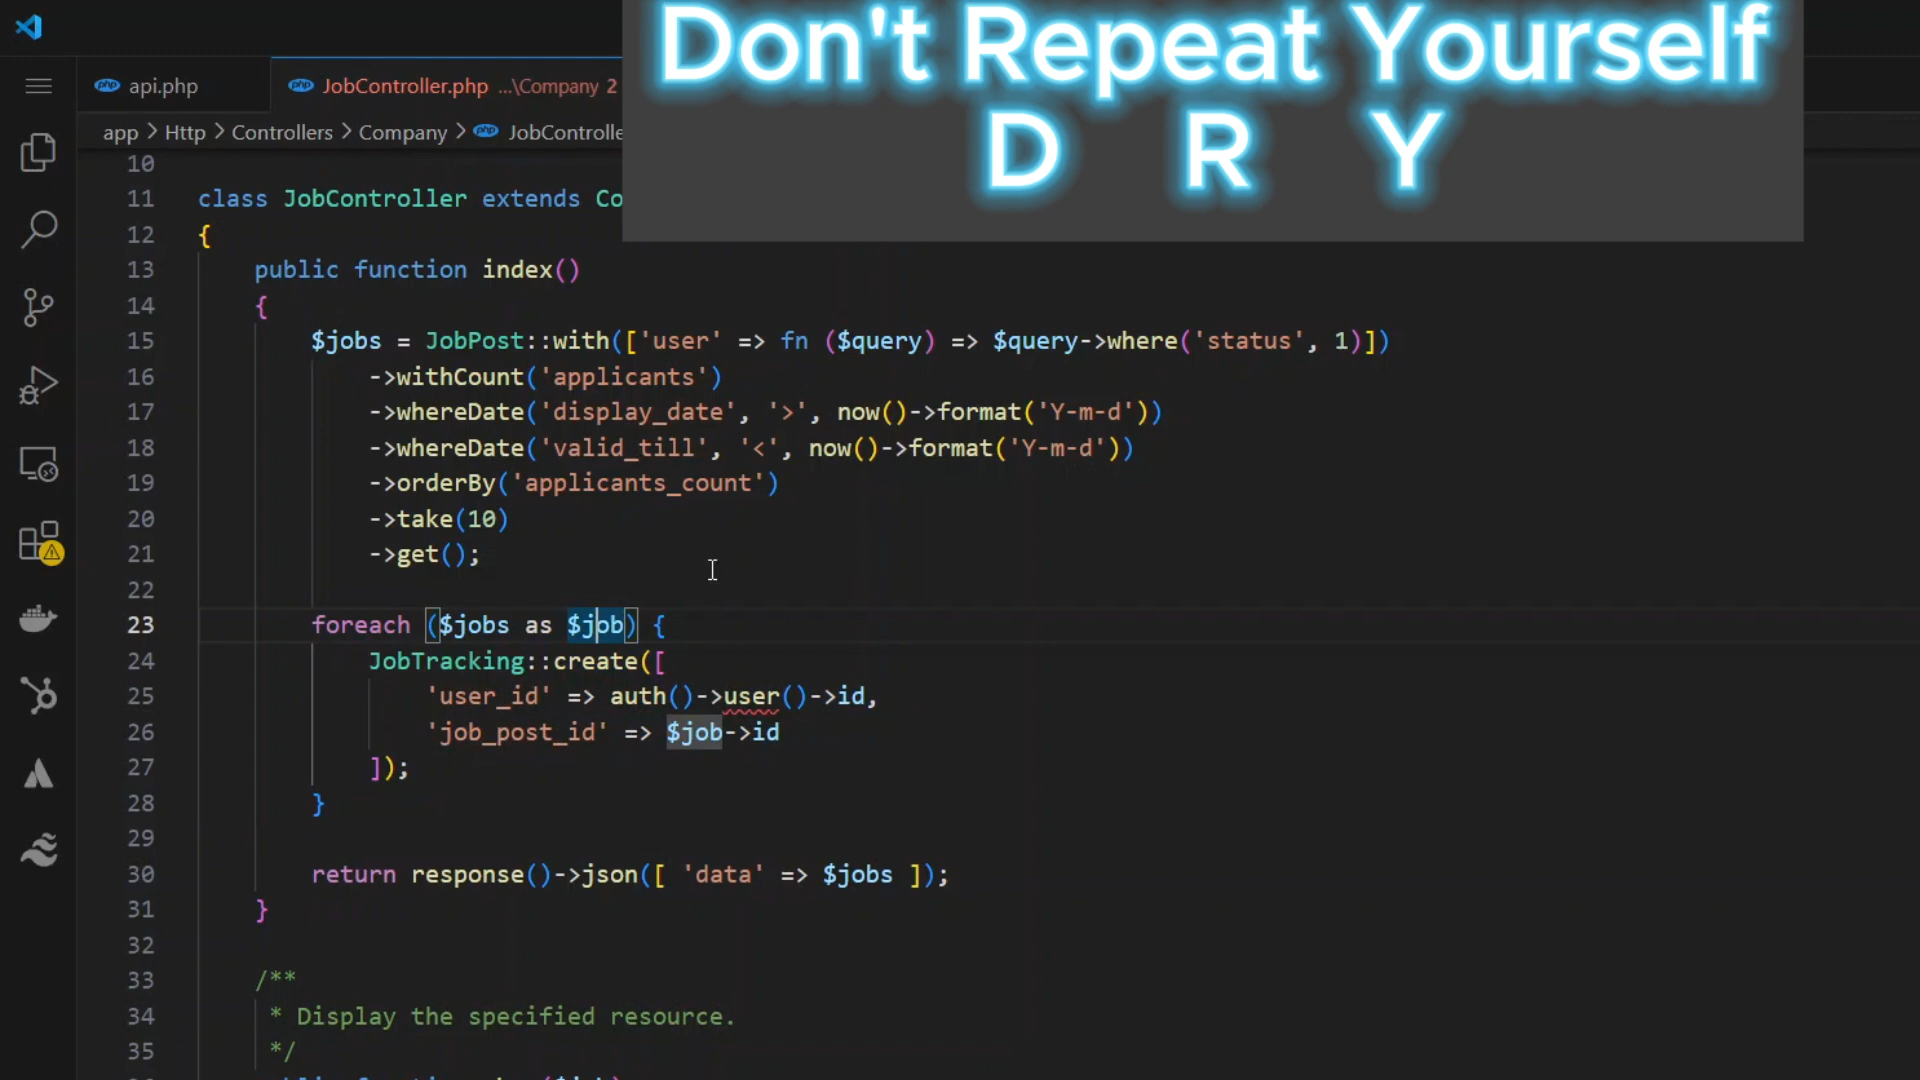 Don't Repeat Yourself
D R Y
api.php
JobController.php ...\Company 2
app > Http > Controllers > Company > JobControlle
10
11 class JobController extends Co
12 {
13 public function index()
14 {
15 $jobs = JobPost::with(['user' => fn ($query) => $query->where('status', 1)])
16 ->withCount('applicants')
17 ->whereDate('display_date', '>', now()->format('Y-m-d'))
18 ->whereDate('valid_till', '<', now()->format('Y-m-d'))
19 ->orderBy('applicants_count')
20 ->take(10)
21 ->get();
22
23 foreach ($jobs as $job) {
24 JobTracking::create([
25 'user_id' => auth()->user()->id,
26 'job_post_id' => $job->id
27 ]);
28 }
29
30 return response()->json([ 'data' => $jobs ]);
31 }
32
33 /**
34 * Display the specified resource.
35 */